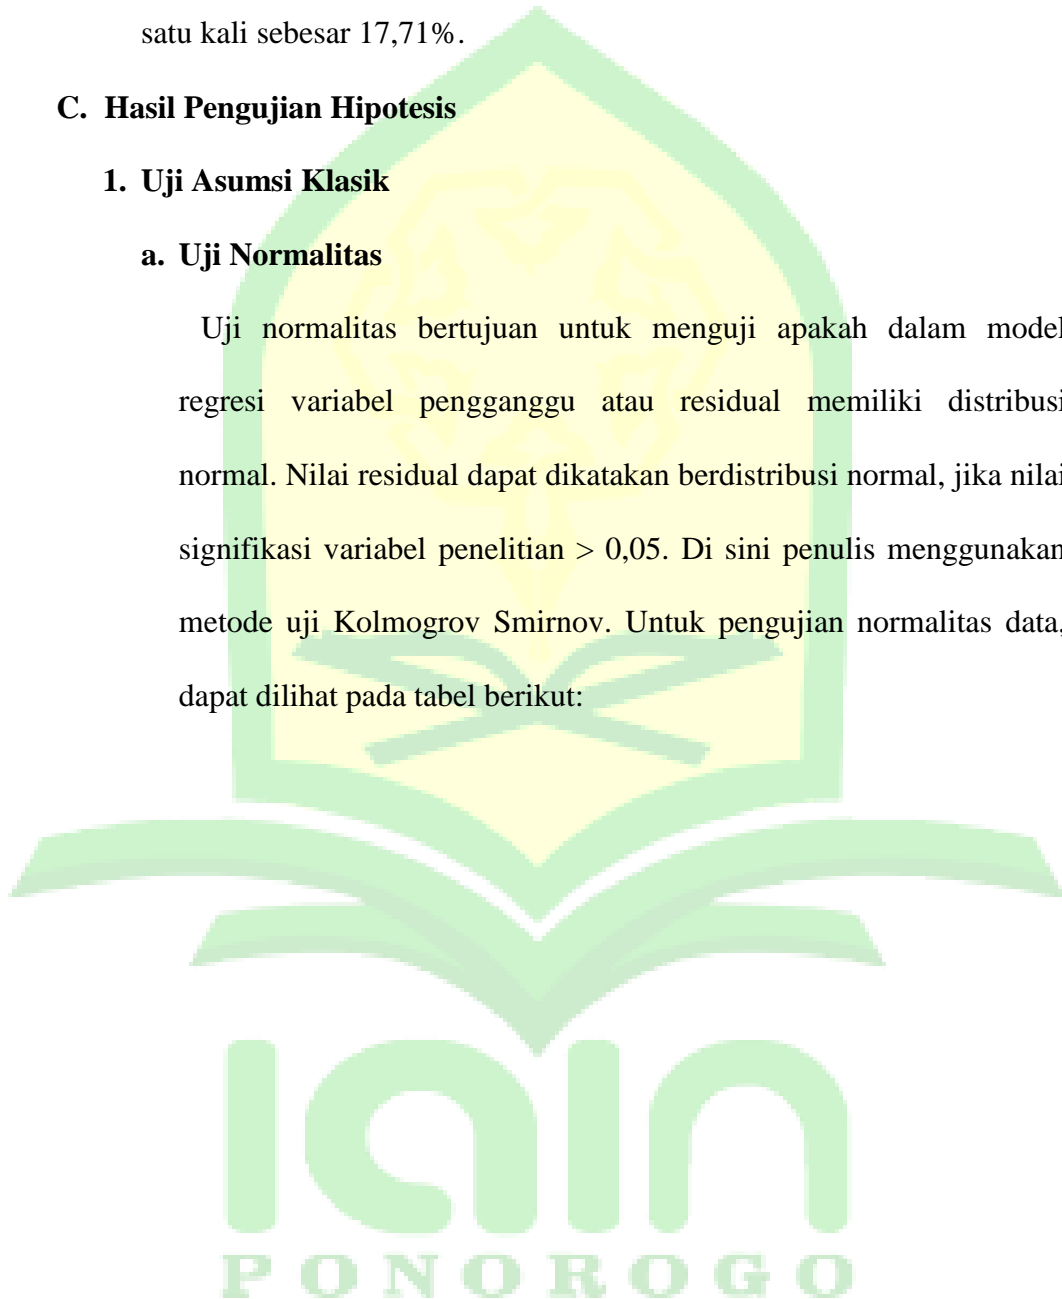 satu kali sebesar 17,71%.
C. Hasil Pengujian Hipotesis
1. Uji Asumsi Klasik
a. Uji Normalitas
Uji normalitas bertujuan untuk menguji apakah dalam model
regresi variabel pengganggu atau residual memiliki distribusi
normal. Nilai residual dapat dikatakan berdistribusi normal, jika nilai
signifikasi variabel penelitian > 0,05. Di sini penulis menggunakan
metode uji Kolmogrov Smirnov. Untuk pengujian normalitas data,
dapat dilihat pada tabel berikut:
iain
PONOROGO